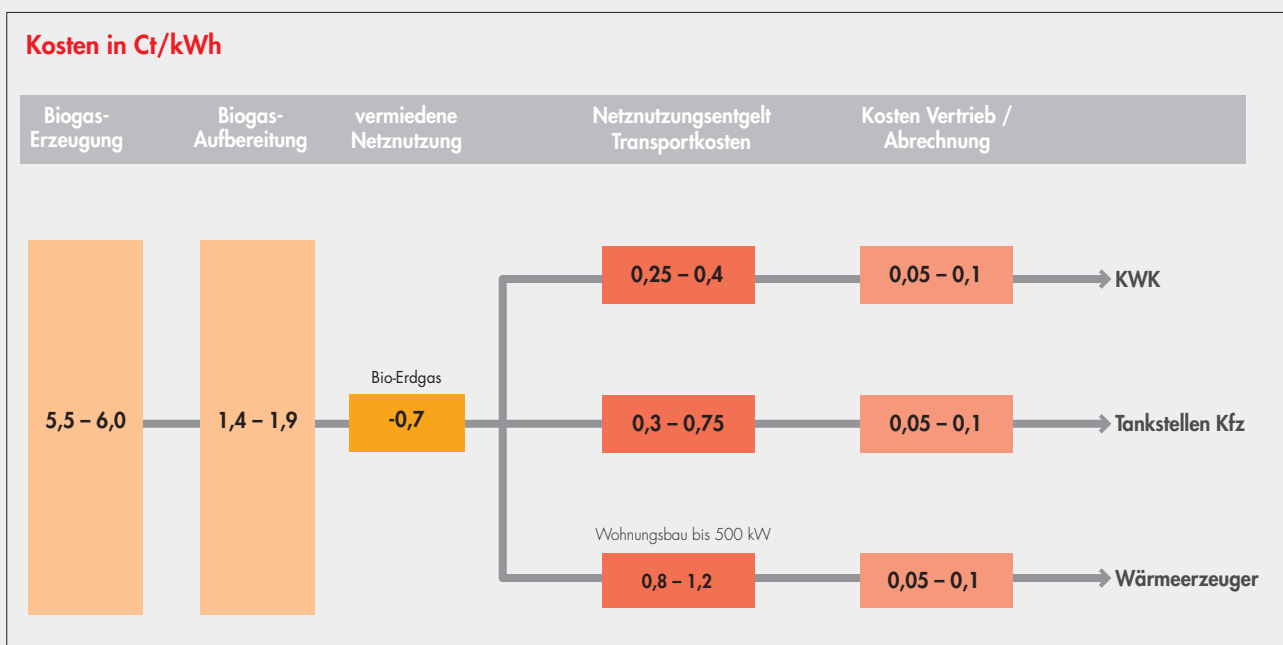 Kosten in Ct/kWh
Biogas-
Erzeugung
Biogas-
Aufbereitung
vermiedene
Netznutzung
Netznutzungsentgelt
Transportkosten
Kosten Vertrieb /
Abrechnung
0,25 – 0,4
0,05 – 0,1
KWK
Bio-Erdgas
5,5 – 6,0
1,4 – 1,9
-0,7
0,3 – 0,75
0,05 – 0,1
Tankstellen Kfz
Wohnungsbau bis 500 kW
0,8 – 1,2
0,05 – 0,1
Wärmeerzeuger